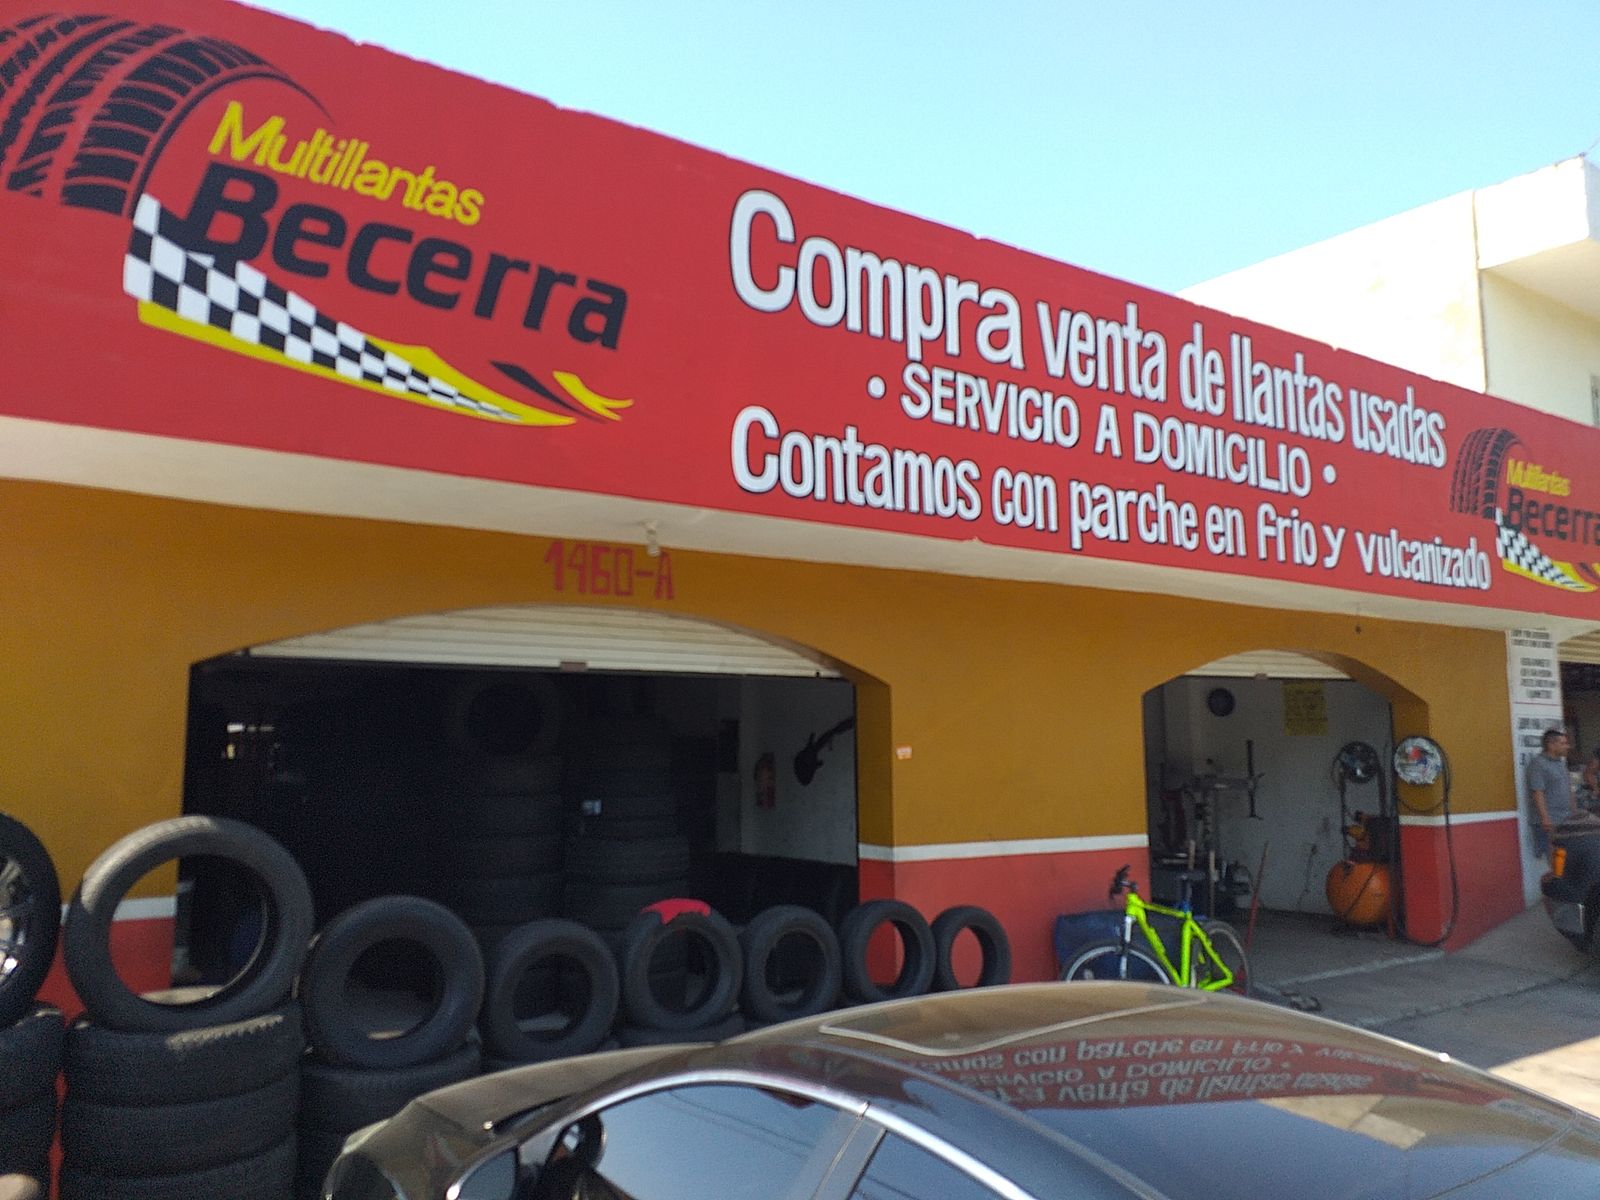 Multillantas
Becerra
Compra venta de llantas usadas
• SERVICIO A DOMICILIO •
Contamos con parche en frio y vulcanizado
Multillantas
Becerra
1460-A